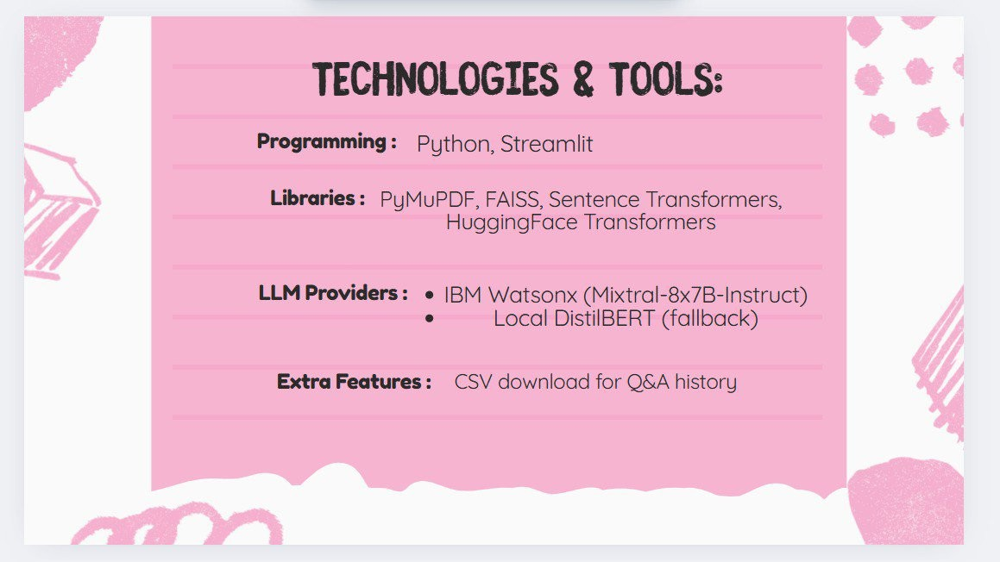 TECHNOLOGIES & TOOLS:
Programming : Python, Streamlit
Libraries : PyMuPDF, FAISS, Sentence Transformers,
HuggingFace Transformers
LLM Providers : • IBM Watsonx (Mixtral-8x7B-Instruct)
• Local DistilBERT (fallback)
Extra Features : CSV download for Q&A history